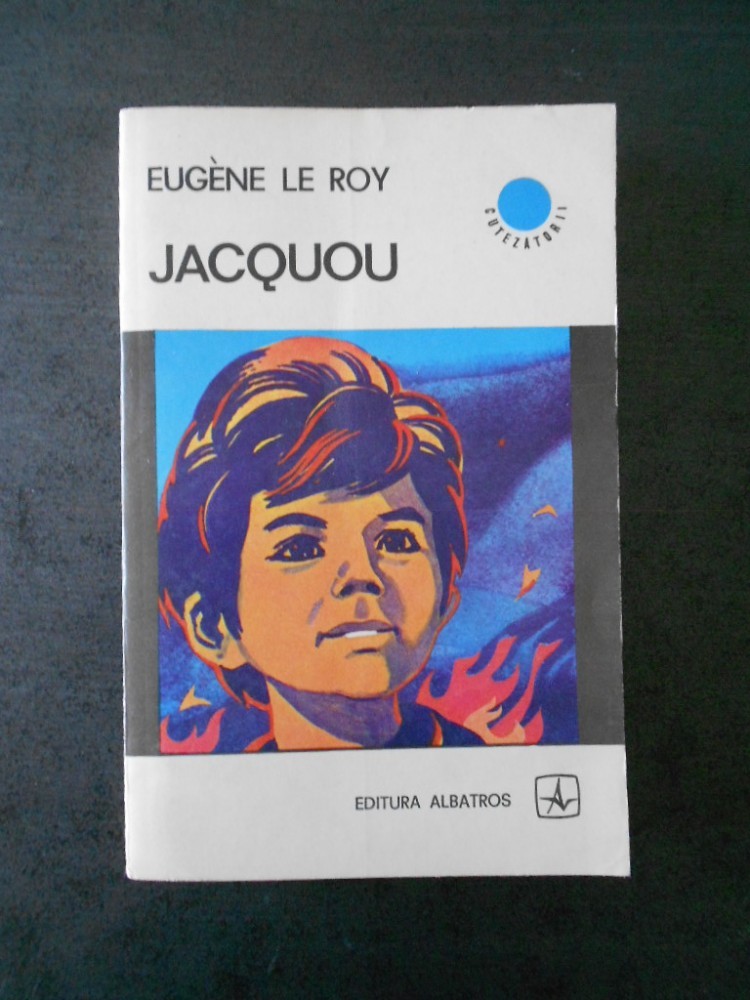 EUGÈNE LE ROY
CUTEZĂTORII
JACQUOU
EDITURA ALBATROS